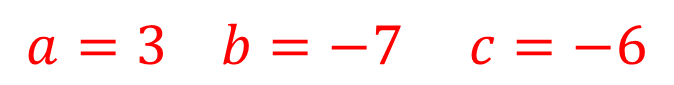 a = 3 b = −7 c = −6